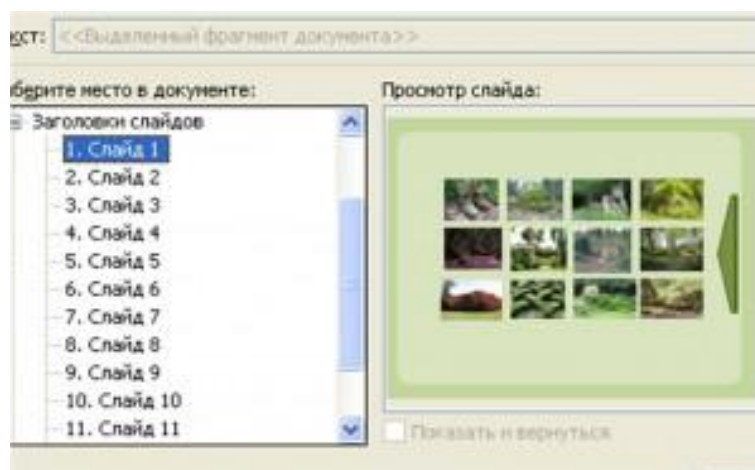 кст: <<Выделенный фрагмент документа>>
берите место в документе:
Просмотр слайда:
Заголовки слайдов
1. Слайд 1
2. Слайд 2
3. Слайд 3
4. Слайд 4
5. Слайд 5
6. Слайд 6
7. Слайд 7
8. Слайд 8
9. Слайд 9
10. Слайд 10
11. Слайд 11
Показать и вернуться